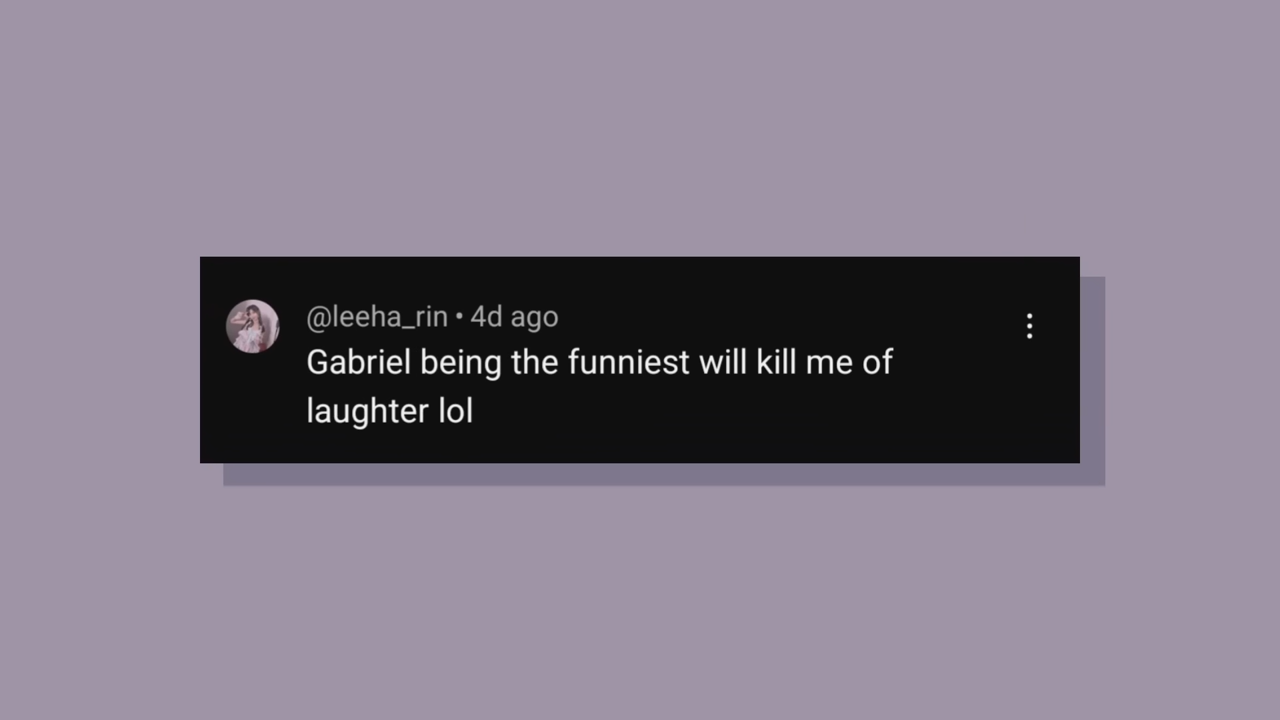 @leeha_rin • 4d ago
Gabriel being the funniest will kill me of
laughter lol